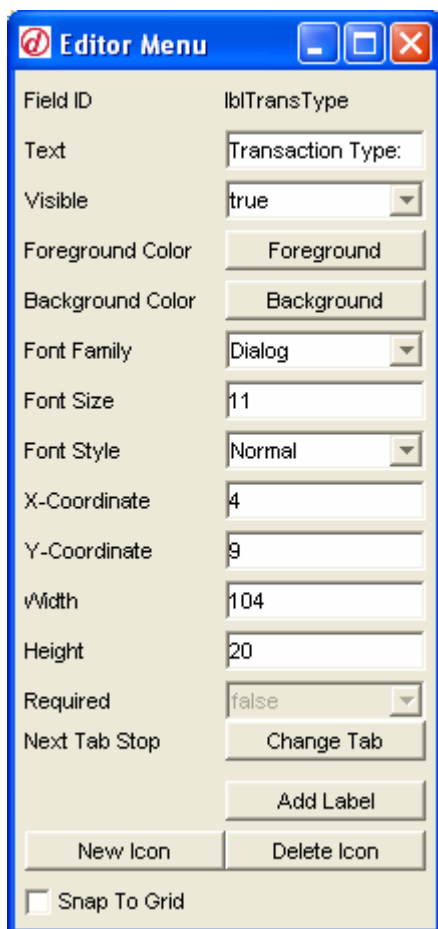 Editor Menu
Field ID lblTransType
Text Transaction Type:
Visible true
Foreground Color Foreground
Background Color Background
Font Family Dialog
Font Size 11
Font Style Normal
X-Coordinate 4
Y-Coordinate 9
Width 104
Height 20
Required false
Next Tab Stop Change Tab
Add Label
New Icon Delete Icon
Snap To Grid